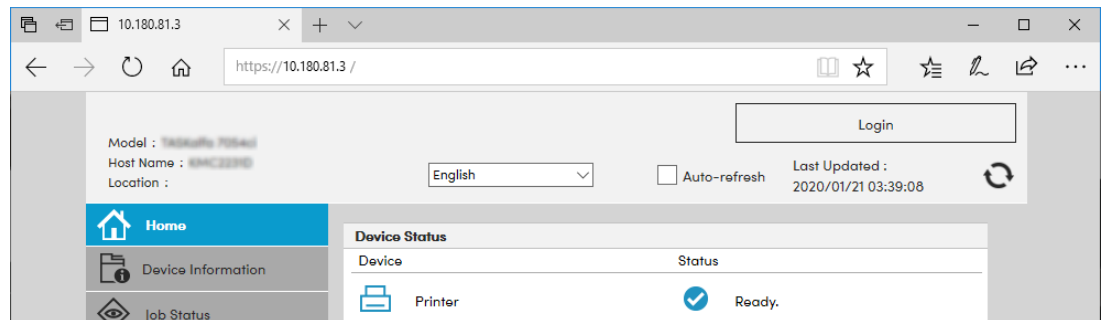 10.180.81.3
https://10.180.81.3 /
Login
Model :
Host Name :
Location :
English
Auto-refresh
Last Updated :
2020/01/21 03:39:08
Home
Device Information
Job Status
Device Status
Device Status
Printer Ready.